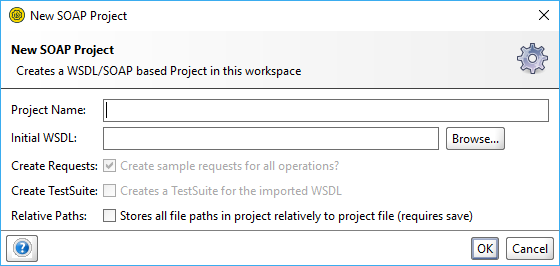 New SOAP Project
New SOAP Project
Creates a WSDL/SOAP based Project in this workspace
Project Name:
Initial WSDL: Browse...
Create Requests: Create sample requests for all operations?
Create TestSuite: Creates a TestSuite for the imported WSDL
Relative Paths: Stores all file paths in project relatively to project file (requires save)
? OK Cancel